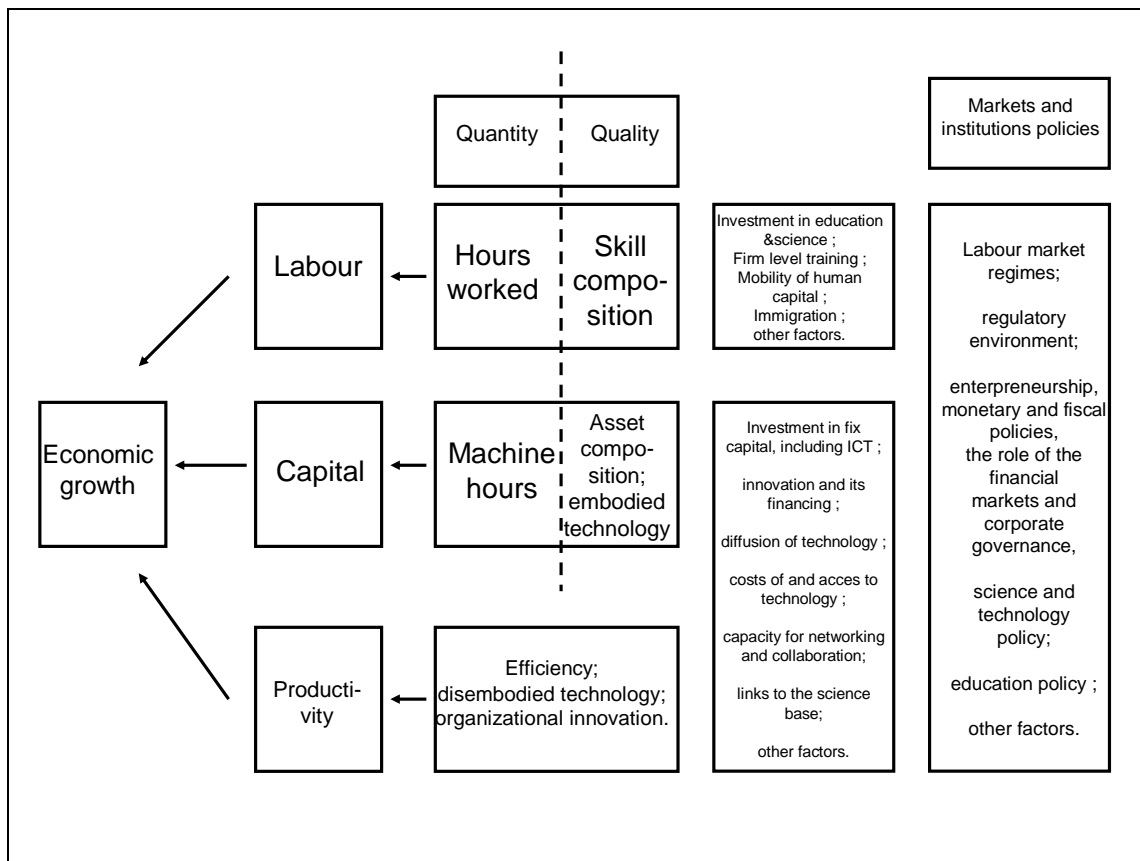 Quantity
Quality
Markets and
institutions policies
Labour
Hours
worked
Skill
compo-
sition
Investment in education
&science ;
Firm level training ;
Mobility of human
capital ;
Immigration ;
other factors.
Labour market
regimes;
regulatory
environment;
enterpreneurship,
monetary and fiscal
policies,
the role of the
financial
markets and
corporate
governance,
science and
technology
policy;
education policy ;
other factors.
Economic
growth
Capital
Machine
hours
Asset
compo-
sition;
embodied
technology
Investment in fix
capital, including ICT ;
innovation and its
financing ;
diffusion of technology ;
costs of and acces to
technology ;
capacity for networking
and collaboration;
links to the science
base;
other factors.
Producti-
vity
Efficiency;
disembodied technology;
organizational innovation.